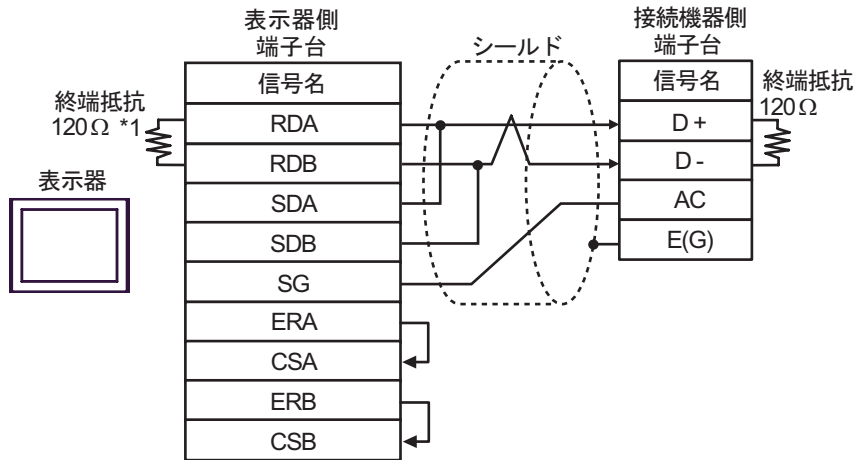 表示器側
端子台
信号名
RDA
RDB
SDA
SDB
SG
ERA
CSA
ERB
CSB
終端抵抗
120Ω *1
表示器
シールド
接続機器側
端子台
信号名
D+
D-
AC
E(G)
終端抵抗
120Ω